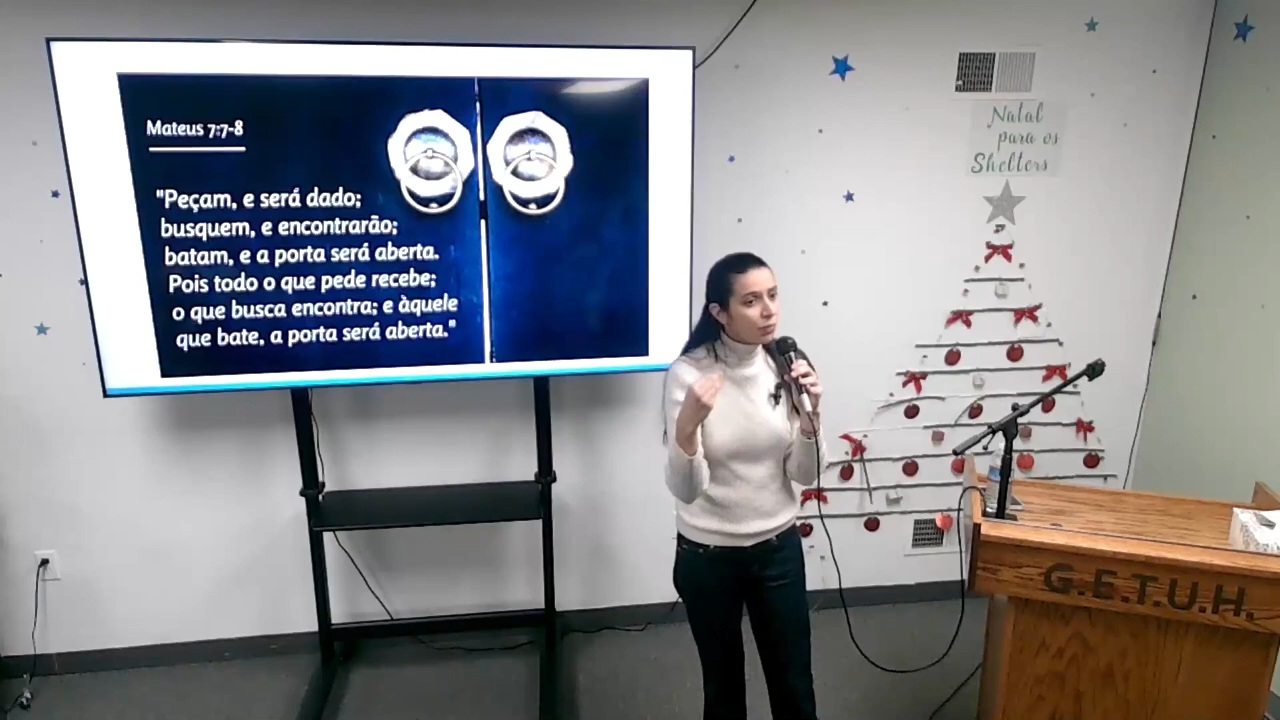 Mateus 7:7-8
"Peçam, e será dado;
busquem, e encontrarão;
batam, e a porta será aberta.
Pois todo o que pede recebe;
o que busca encontra; e àquele
que bate, a porta será aberta."
Natal
para os
Shelters
G.E.T.U.H.